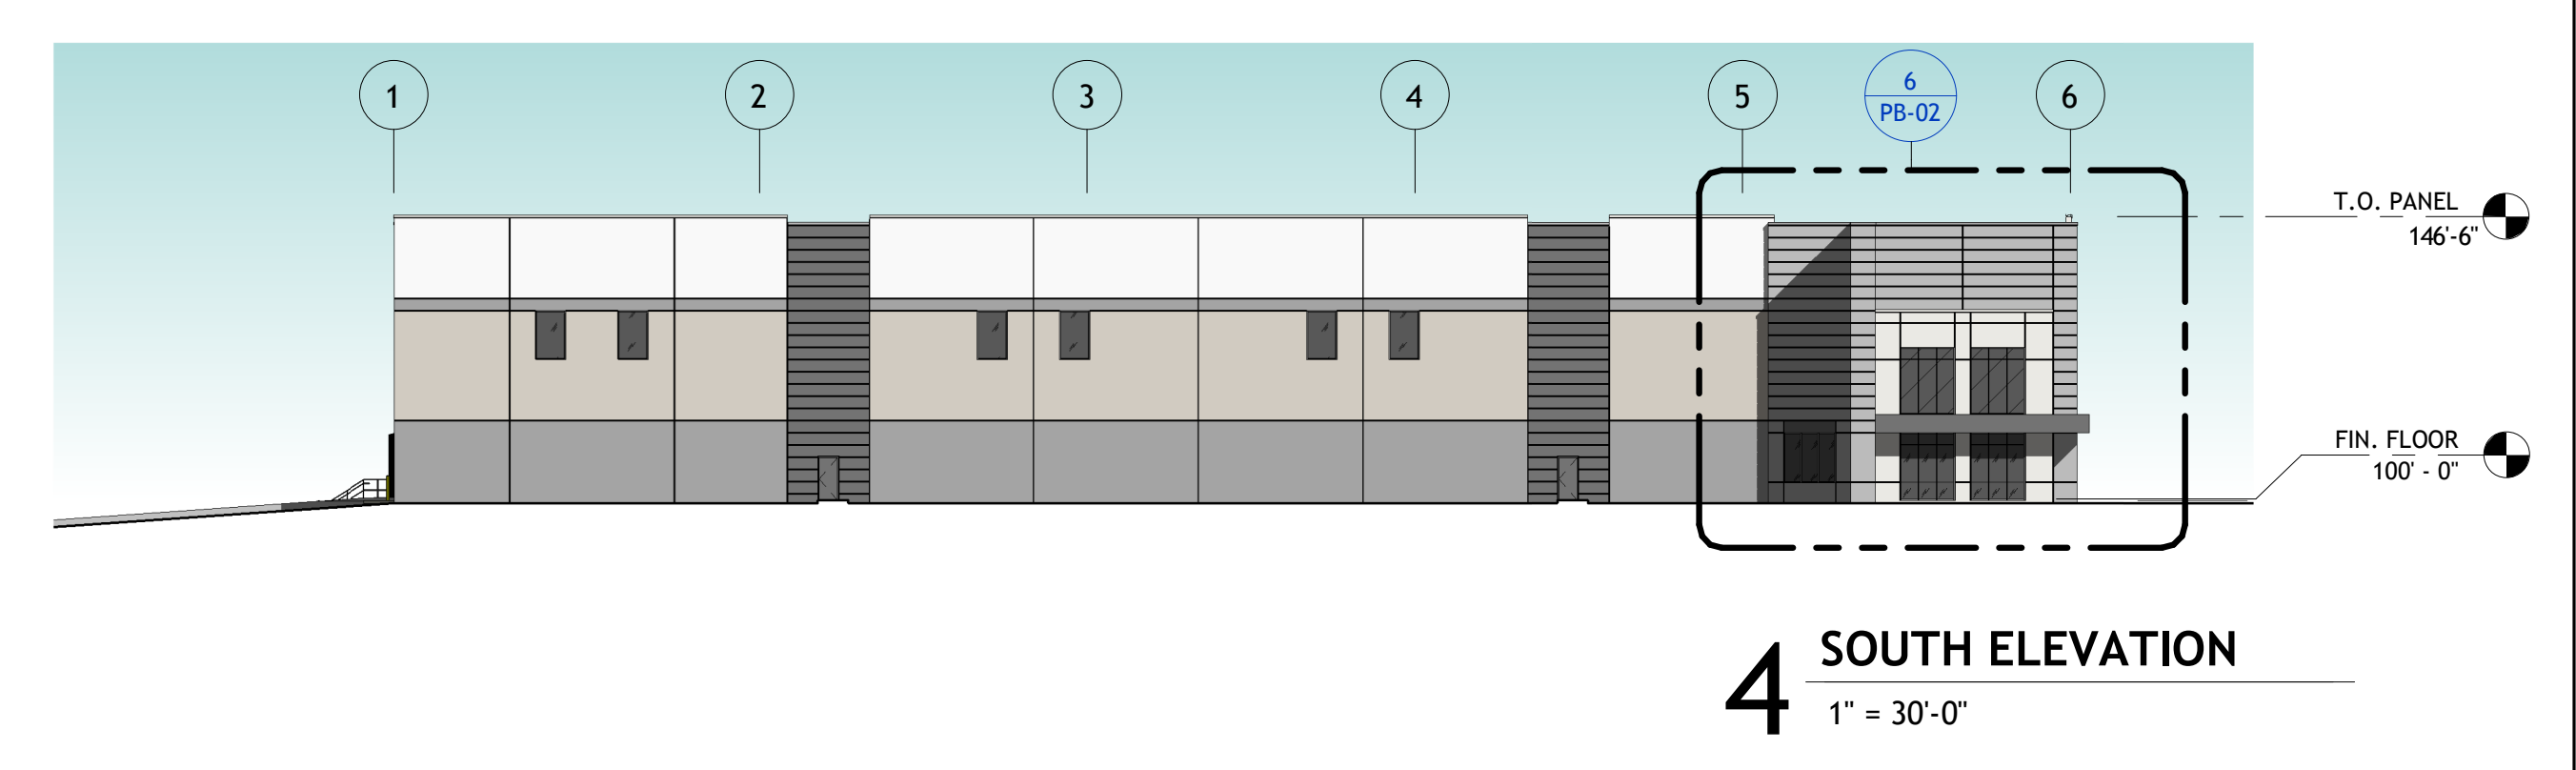 1
2
3
4
5
6
PB-02
6
T.O. PANEL
146'-6"
FIN. FLOOR
100' - 0"
4
SOUTH ELEVATION
1" = 30'-0"